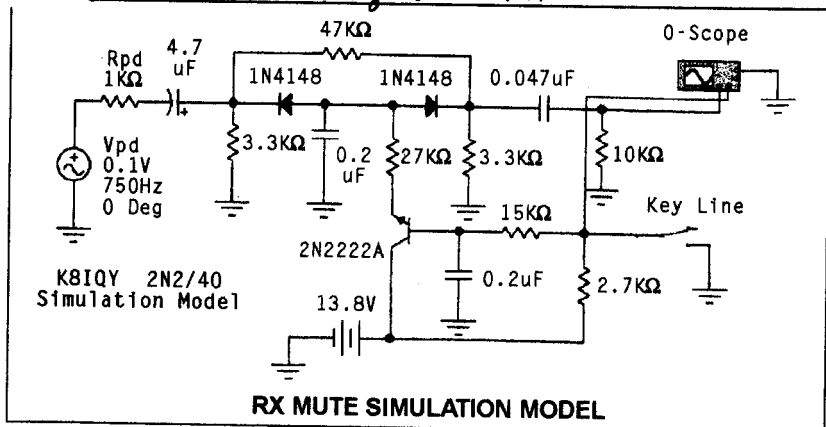 47KΩ
O-Scope
Rpd
1KΩ
4.7
uF
1N4148
1N4148
0.047uF
Vpd
0.1V
750Hz
0 Deg
3.3KΩ
0.2
uF
27KΩ
3.3KΩ
10KΩ
15KΩ
Key Line
2N2222A
K8IQY 2N2/40
Simulation Model
0.2uF
2.7KΩ
13.8V
RX MUTE SIMULATION MODEL